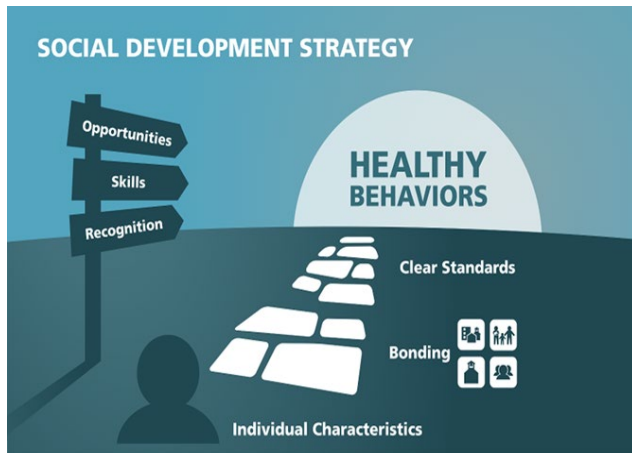 SOCIAL DEVELOPMENT STRATEGY
Opportunities
Skills
Recognition
HEALTHY
BEHAVIORS
Clear Standards
Bonding
Individual Characteristics